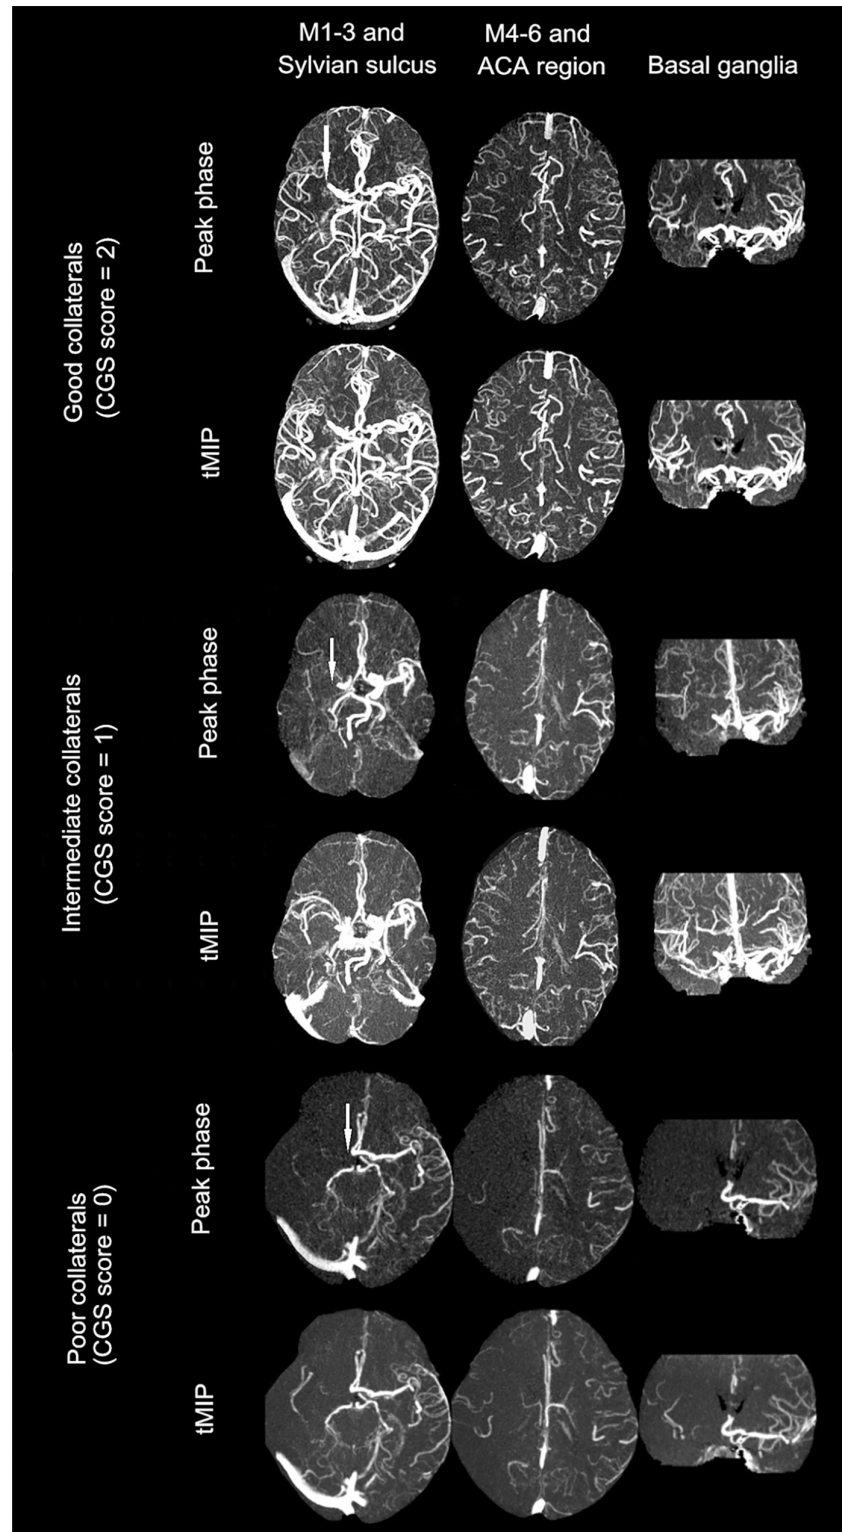 M1-3 and
Sylvian sulcus
M4-6 and
ACA region
Basal ganglia
Good collaterals
(CGS score = 2)
Peak phase
tMIP
Intermediate collaterals
(CGS score = 1)
Peak phase
tMIP
Poor collaterals
(CGS score = 0)
Peak phase
tMIP